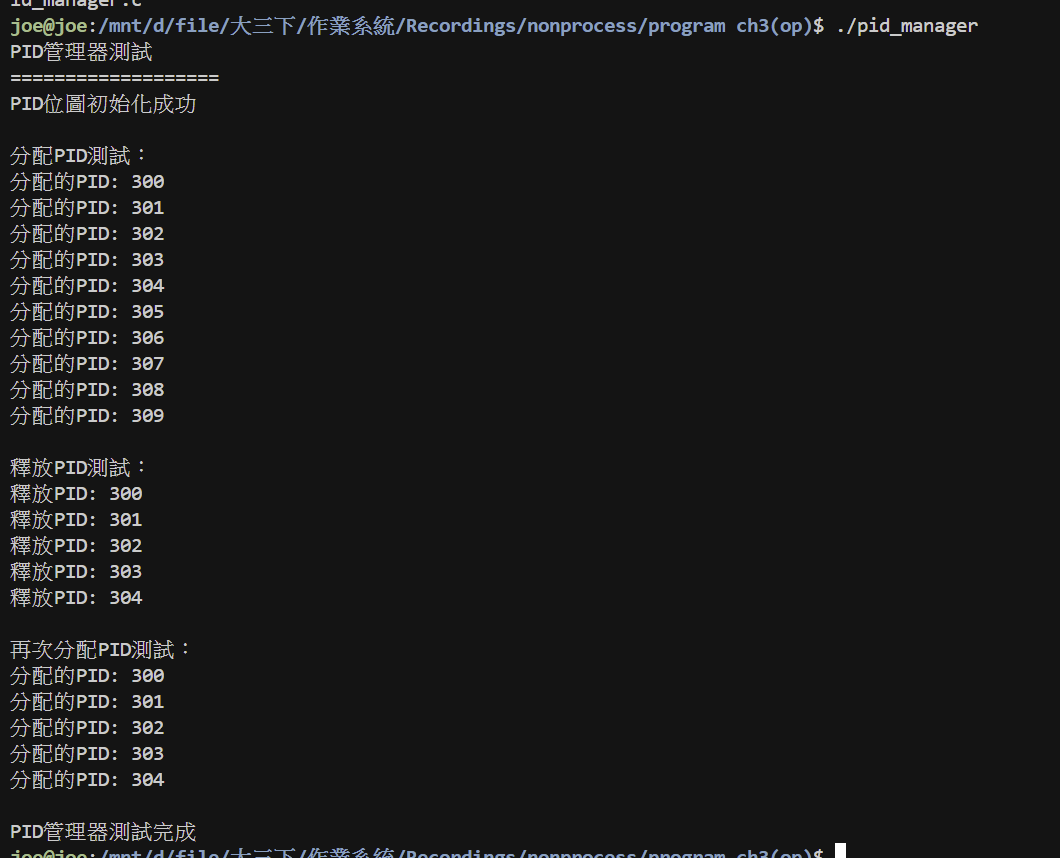 id_manager.c
joe@joe:/mnt/d/file/大三下/作業系統/Recordings/nonprocess/program ch3(op)$ ./pid_manager
PID管理器測試
===================
PID位圖初始化成功
分配PID測試：
分配的PID: 300
分配的PID: 301
分配的PID: 302
分配的PID: 303
分配的PID: 304
分配的PID: 305
分配的PID: 306
分配的PID: 307
分配的PID: 308
分配的PID: 309
釋放PID測試：
釋放PID: 300
釋放PID: 301
釋放PID: 302
釋放PID: 303
釋放PID: 304
再次分配PID測試：
分配的PID: 300
分配的PID: 301
分配的PID: 302
分配的PID: 303
分配的PID: 304
PID管理器測試完成
joe@joe:/mnt/d/file/大三下/作業系統/Recordings/nonprocess/program ch3(op)$